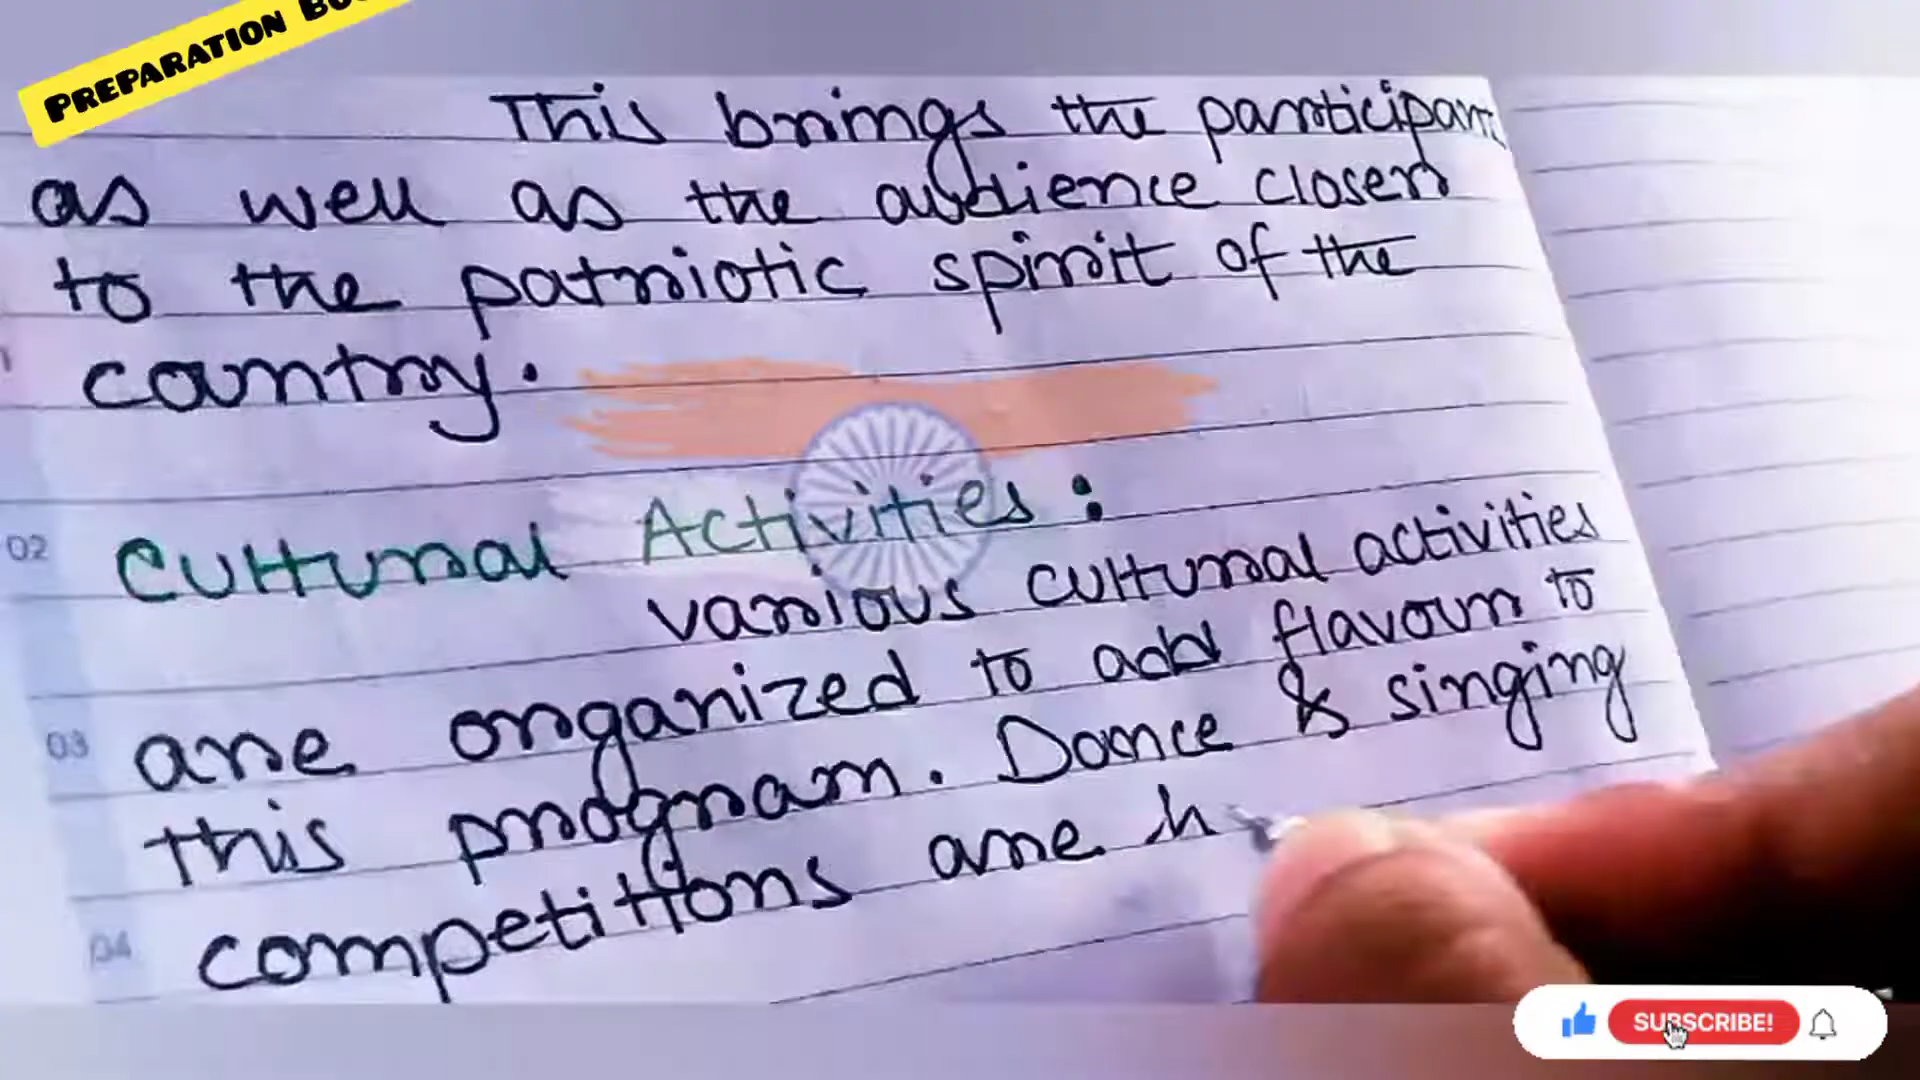 PREPARATION
This brings the participant
as well as the audience closer
to the patriotic spirit of the
country.
02
Cultural Activities:
various cultural activities
03
are organized to add flavour to
this program. Dance & singing
04
competitions are h
SUBSCRIBE!